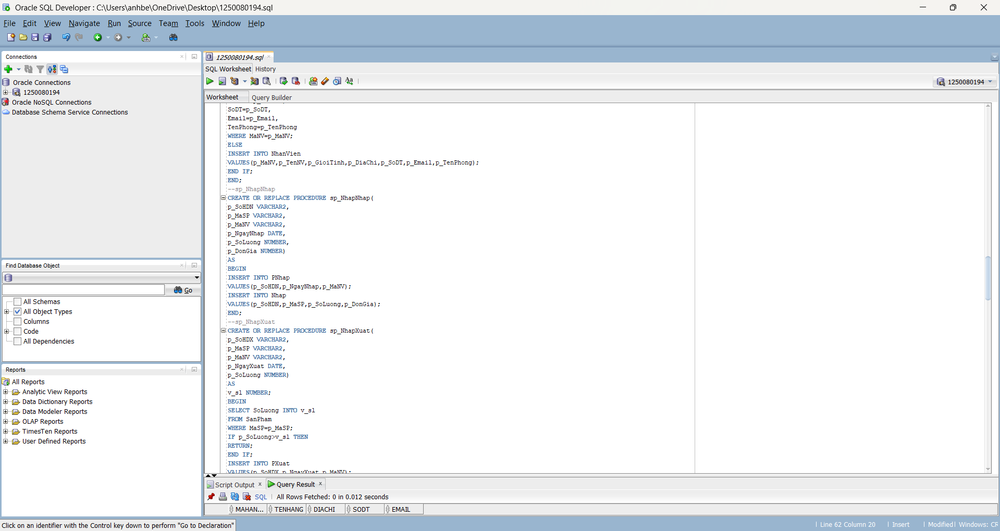 Oracle SQL Developer : C:\Users\anhbe\OneDrive\Desktop\1250080194.sql
File Edit View Navigate Run Source Team Tools Window Help
Connections
Oracle Connections
1250080194
Oracle NoSQL Connections
Database Schema Service Connections
Find Database Object
Go
All Schemas
All Object Types
Columns
Code
All Dependencies
Reports
All Reports
Analytic View Reports
Data Dictionary Reports
Data Modeler Reports
OLAP Reports
TimesTen Reports
User Defined Reports
1250080194.sql
SQL Worksheet History
1250080194
Worksheet Query Builder
SoDT=p_SoDT,
Email=p_Email,
TenPhong=p_TenPhong
WHERE MaNV=p_MaNV;
ELSE
INSERT INTO NhanVien
VALUES(p_MaNV,p_TenNV,p_GioiTinh,p_DiaChi,p_SoDT,p_Email,p_TenPhong);
END IF;
END;
--sp_NhapNhap
CREATE OR REPLACE PROCEDURE sp_NhapNhap(
p_SoHDN VARCHAR2,
p_MaSP VARCHAR2,
p_MaNV VARCHAR2,
p_NgayNhap DATE,
p_SoLuong NUMBER,
p_DonGia NUMBER)
AS
BEGIN
INSERT INTO PNhap
VALUES(p_SoHDN,p_NgayNhap,p_MaNV);
INSERT INTO Nhap
VALUES(p_SoHDN,p_MaSP,p_SoLuong,p_DonGia);
END;
--sp_NhapXuat
CREATE OR REPLACE PROCEDURE sp_NhapXuat(
p_SoHDX VARCHAR2,
p_MaSP VARCHAR2,
p_MaNV VARCHAR2,
p_NgayXuat DATE,
p_SoLuong NUMBER)
AS
v_sl NUMBER;
BEGIN
SELECT SoLuong INTO v_sl
FROM SanPham
WHERE MaSP=p_MaSP;
IF p_SoLuong>v_sl THEN
RETURN;
END IF;
INSERT INTO PXuat
VALUES(p_SoHDX,p_NgayXuat,p_MaNV);
Script Output Query Result
SQL All Rows Fetched: 0 in 0.012 seconds
MAHAN... TENHANG DIACHI SODT EMAIL
Click on an identifier with the Control key down to perform "Go to Declaration"
Line 62 Column 20 Insert Modified Windows: CR